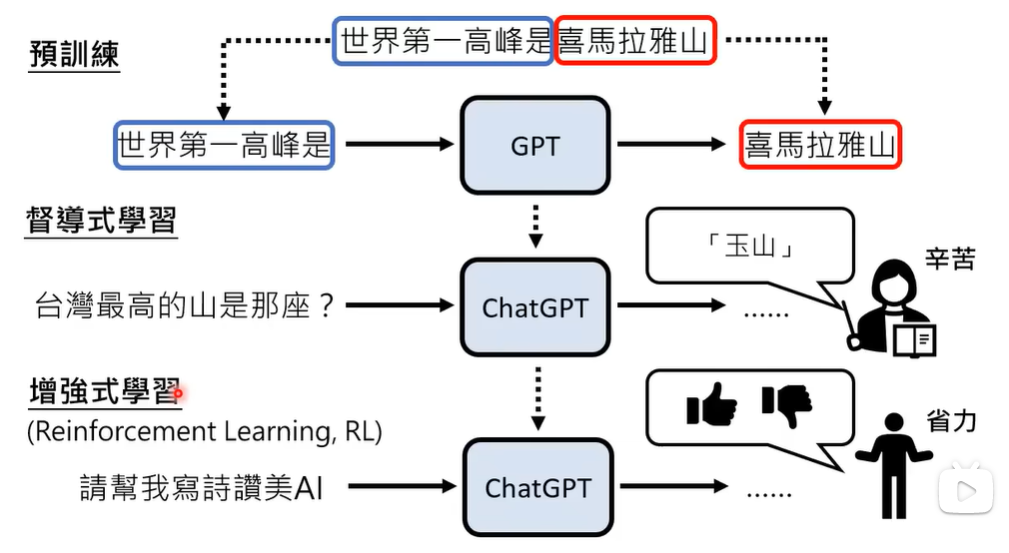 世界第一高峰是喜馬拉雅山
預訓練
世界第一高峰是
GPT
喜馬拉雅山
督導式學習
「玉山」
辛苦
台灣最高的山是那座？
ChatGPT
......
增強式學習
(Reinforcement Learning, RL)
省力
請幫我寫詩讚美AI
ChatGPT
......